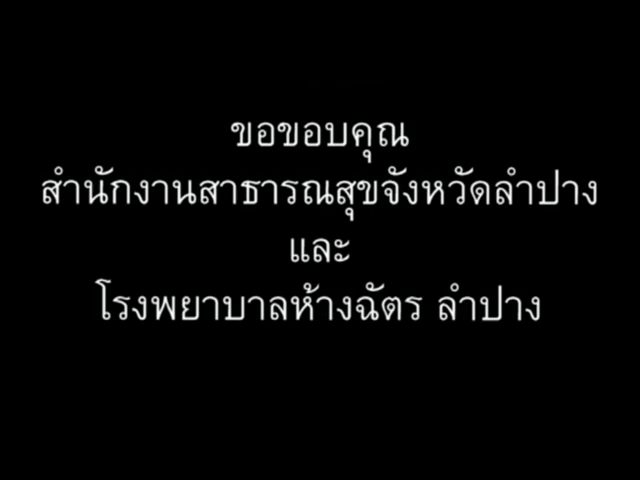 ขอขอบคุณ
สำนักงานสาธารณสุขจังหวัดลำปาง
และ
โรงพยาบาลห้างฉัตร ลำปาง